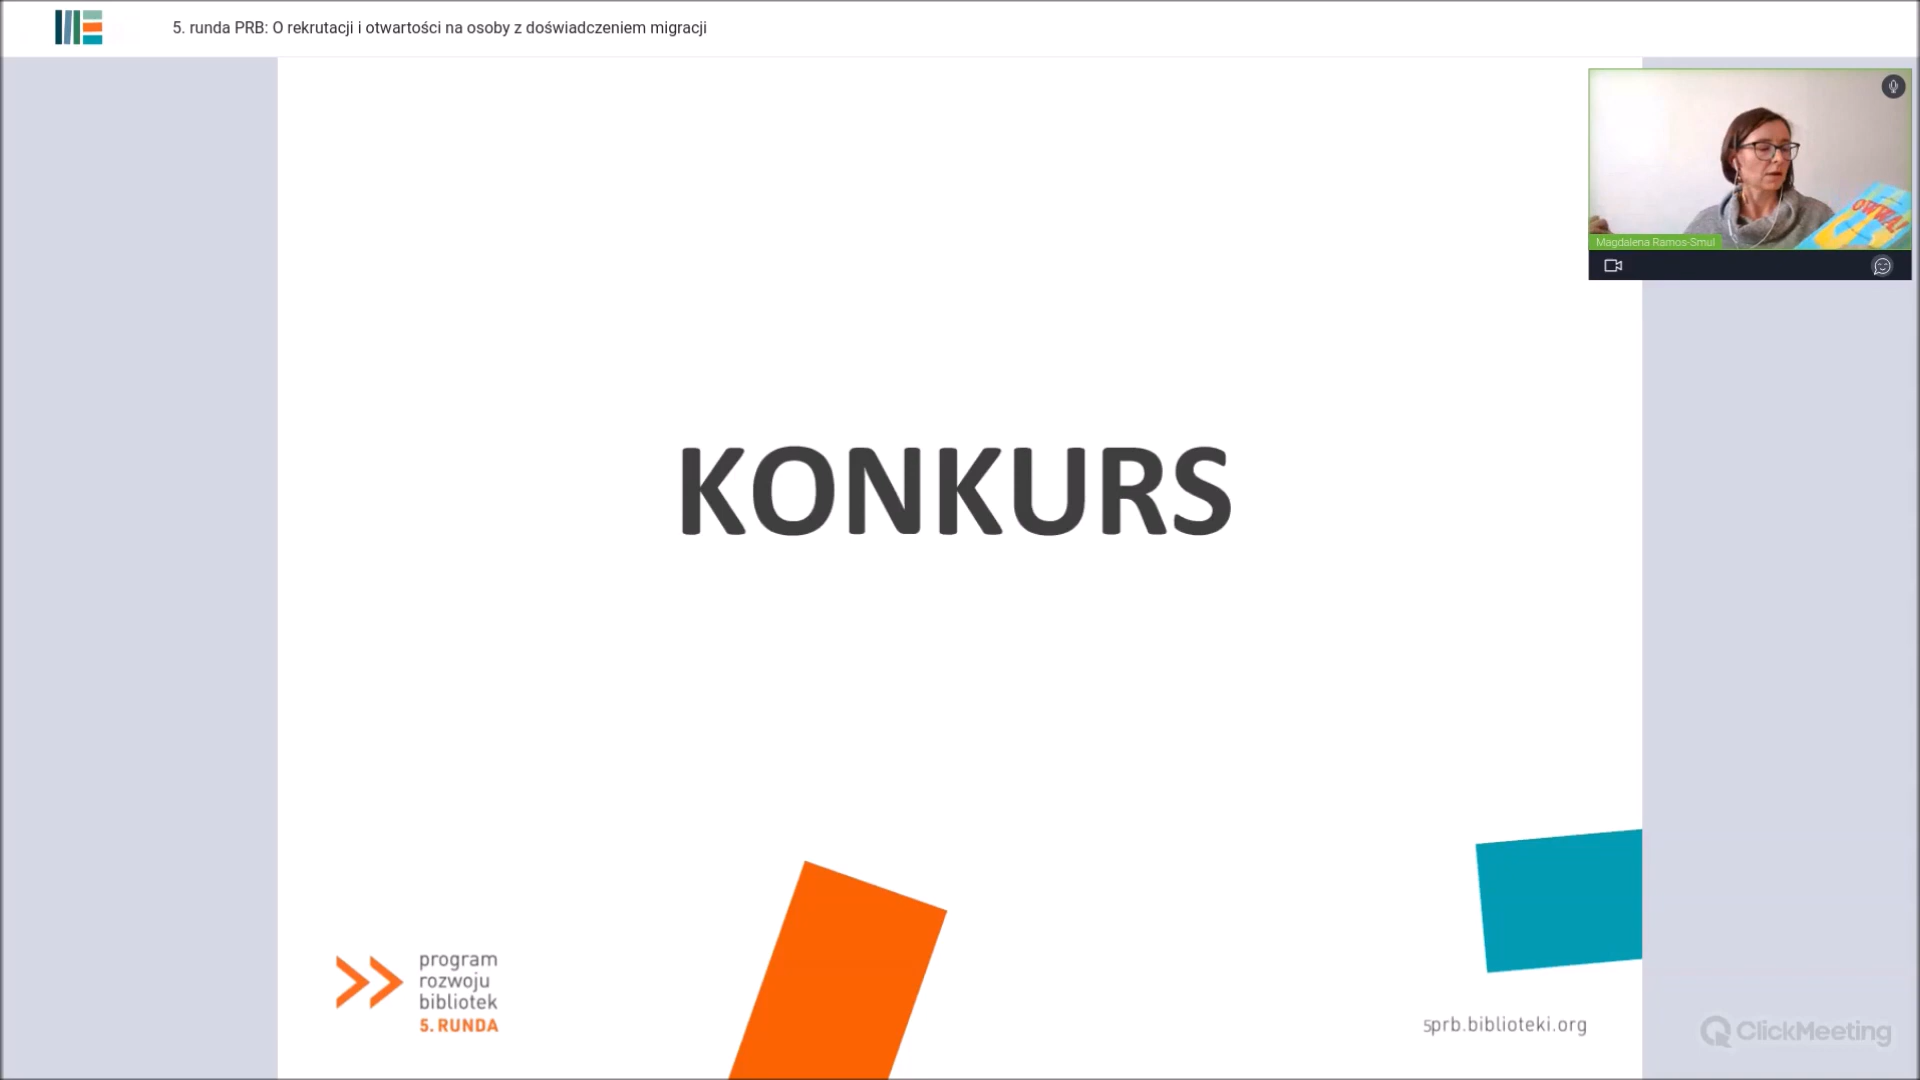 5. runda PRB: O rekrutacji i otwartości na osoby z doświadczeniem migracji
Magdalena Ramos-Smul
KONKURS
program
rozwoju
bibliotek
5. RUNDA
5prb.biblioteki.org
ClickMeeting